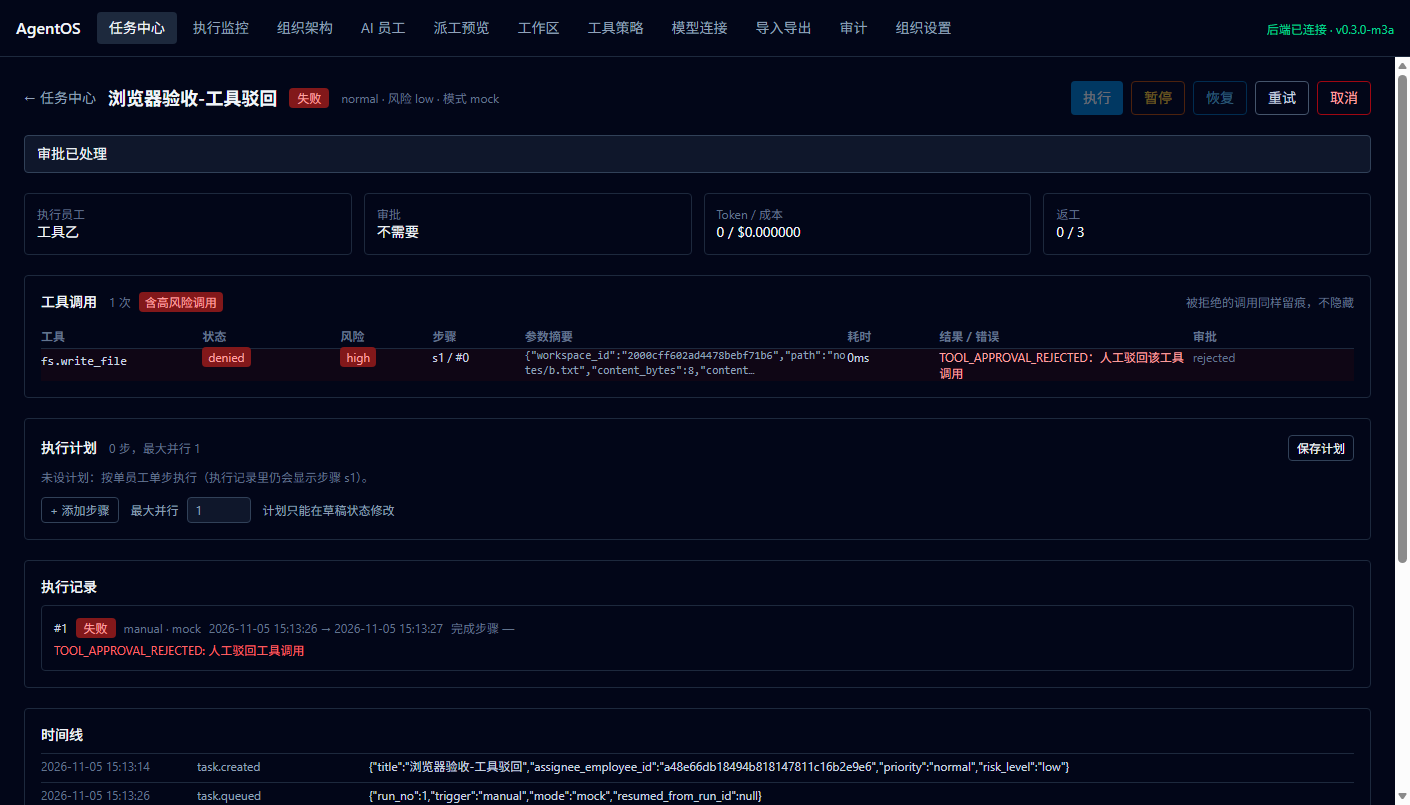 AgentOS 任务中心 执行监控 组织架构 AI 员工 派工预览 工作区 工具策略 模型连接 导入导出 审计 组织设置 后端已连接 · v0.3.0-m3a
← 任务中心 浏览器验收-工具驳回 失败 normal · 风险 low · 模式 mock 执行 暂停 恢复 重试 取消
审批已处理
执行员工 审批 Token / 成本 返工
工具乙 不需要 0 / $0.000000 0 / 3
工具调用 1 次 含高风险调用 被拒绝的调用同样留痕，不隐藏
工具 状态 风险 步骤 参数摘要 耗时 结果 / 错误 审批
fs.write_file denied high s1 / #0 {"workspace_id":"2000cff602ad4478bebf71b6","path":"no 0ms TOOL_APPROVAL_REJECTED：人工驳回该工具 rejected
tes/b.txt","content_bytes":8,"content… 调用
执行计划 0 步，最大并行 1 保存计划
未设计划：按单员工单步执行（执行记录里仍会显示步骤 s1）。
+ 添加步骤 最大并行 1 计划只能在草稿状态修改
执行记录
#1 失败 manual · mock 2026-11-05 15:13:26 → 2026-11-05 15:13:27 完成步骤 —
TOOL_APPROVAL_REJECTED: 人工驳回工具调用
时间线
2026-11-05 15:13:14 task.created {"title":"浏览器验收-工具驳回","assignee_employee_id":"a48e66db18494b818147811c16b2e9e6","priority":"normal","risk_level":"low"}
2026-11-05 15:13:26 task.queued {"run_no":1,"trigger":"manual","mode":"mock","resumed_from_run_id":null}